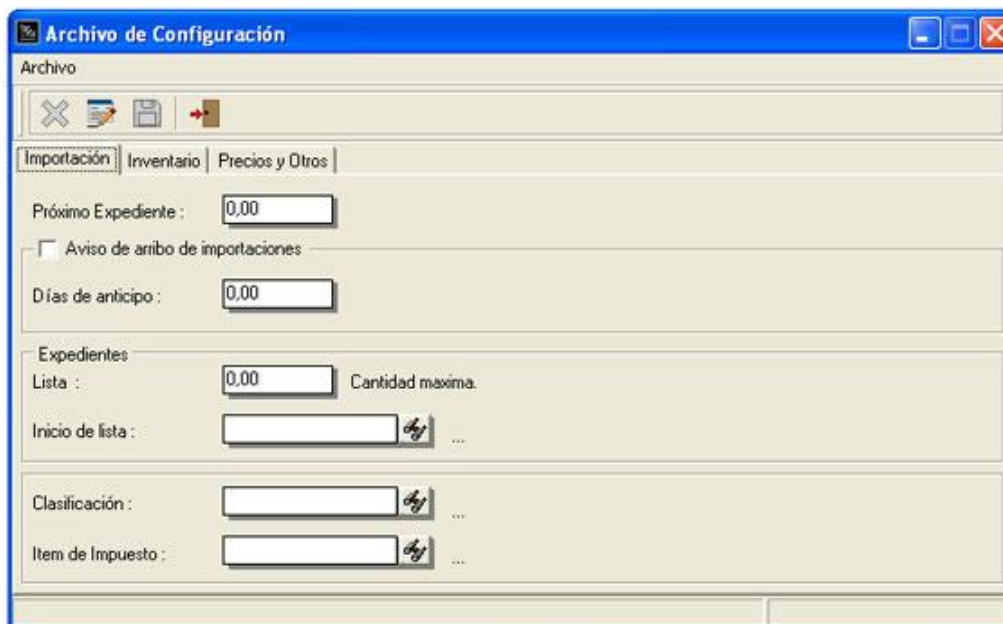 Archivo de Configuración
Archivo
Importación Inventario Precios y Otros
Próximo Expediente : 0,00
Aviso de arribo de importaciones
Días de anticipo : 0,00
Expedientes
Lista : 0,00 Cantidad maxima.
Inicio de lista : ...
Clasificación : ...
Item de Impuesto : ...